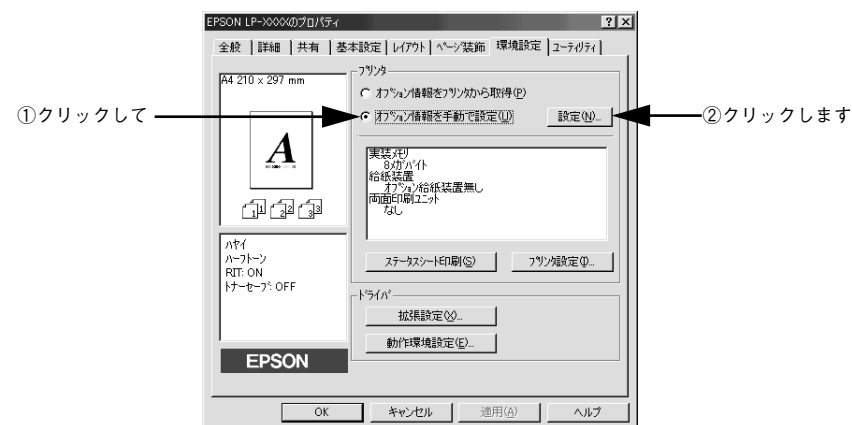 EPSON LP-XXXXのプロパティ
全般 詳細 共有 基本設定 レイアウト ページ装飾 環境設定 ユーティリティ
A4 210 x 297 mm
A
1 1 2 2 3 3
ハヤイ
ハーフトーン
RIT: ON
トナーセーブ: OFF
EPSON
プリンタ
オプション情報をプリンタから取得(P)
①クリックして
オプション情報を手動で設定(U)
設定(N)...
②クリックします
実装メモリ
8メガバイト
給紙装置
オプション給紙装置無し
両面印刷ユニット
なし
ステータスシート印刷(S)
プリンタ設定(I)...
ドライバ
拡張設定(X)...
動作環境設定(E)...
OK
キャンセル
適用(A)
ヘルプ